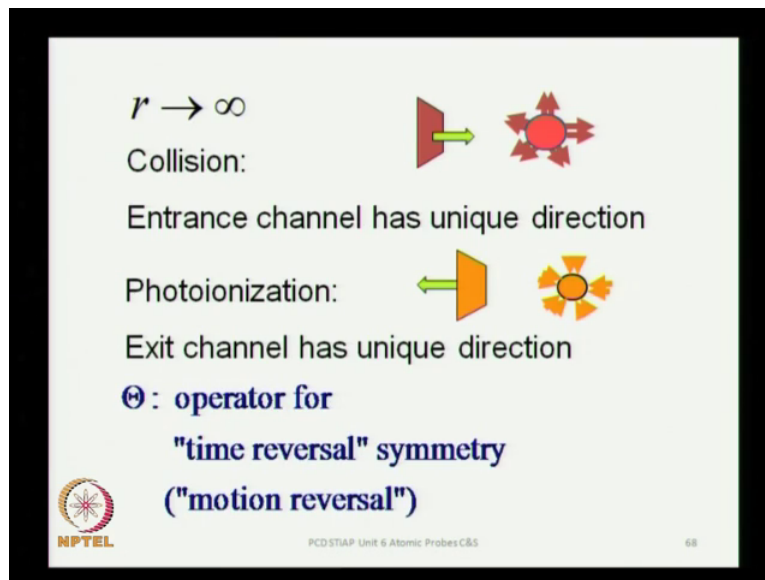 r → ∞
Collision:
Entrance channel has unique direction
Photoionization:
Exit channel has unique direction
Θ: operator for
"time reversal" symmetry
("motion reversal")
NPTEL
PCD STiAP Unit 6 Atomic Probes C&S
68